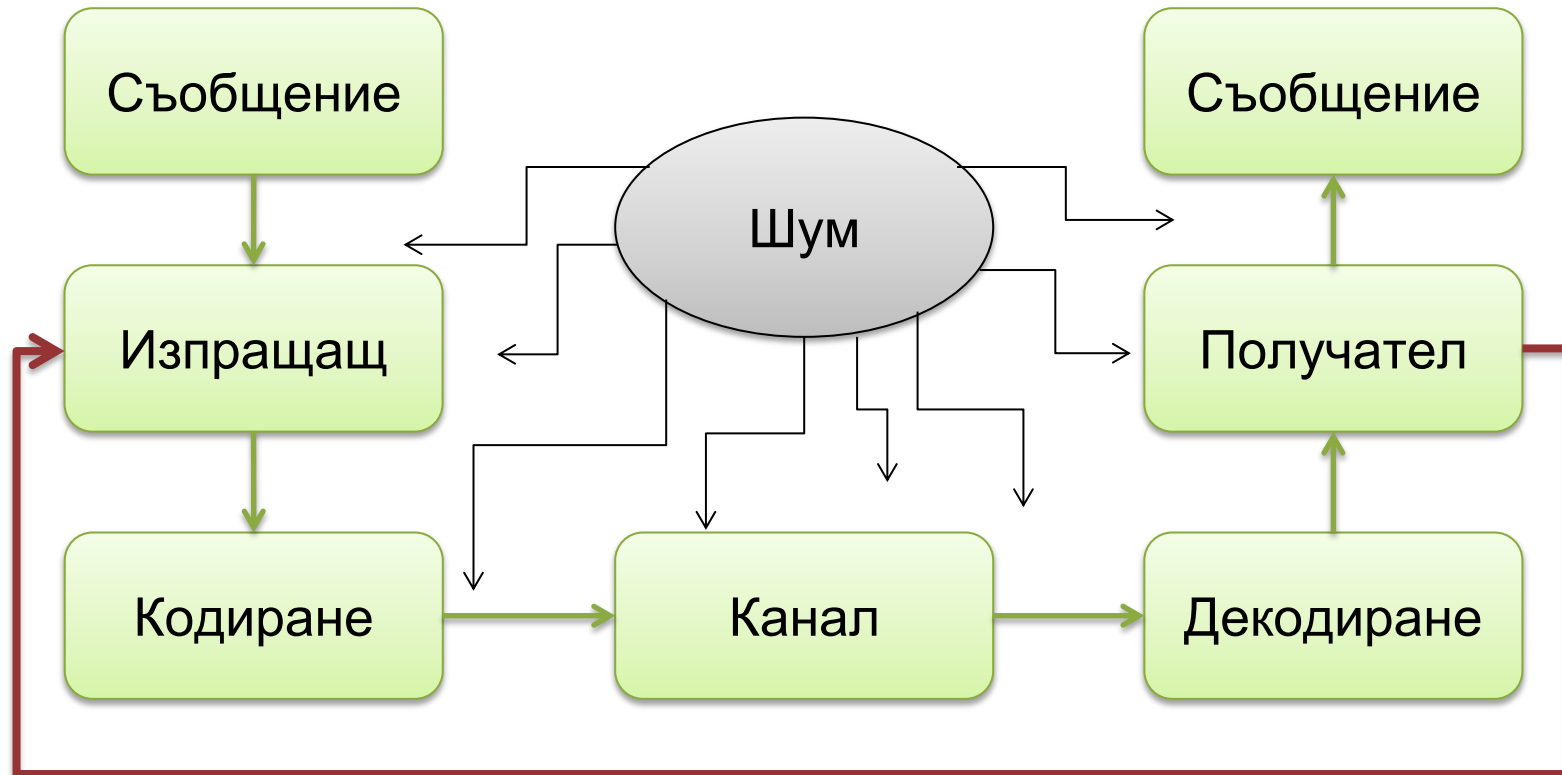 Съобщение
Съобщение
Шум
Изпращащ
Получател
Кодиране
Канал
Декодиране